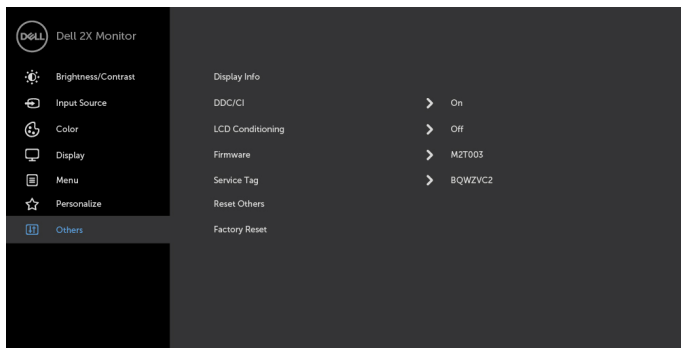 DELL Dell 2X Monitor
Brightness/Contrast
Input Source
Color
Display
Menu
Personalize
Others
Display Info
DDC/CI On
LCD Conditioning Off
Firmware M2T003
Service Tag BQWZVC2
Reset Others
Factory Reset